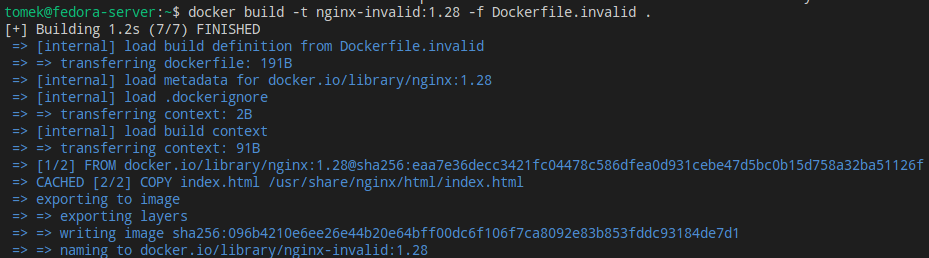 tomek@fedora-server:~$ docker build -t nginx-invalid:1.28 -f Dockerfile.invalid .
[+] Building 1.2s (7/7) FINISHED
=> [internal] load build definition from Dockerfile.invalid
=> => transferring dockerfile: 191B
=> [internal] load metadata for docker.io/library/nginx:1.28
=> [internal] load .dockerignore
=> => transferring context: 2B
=> [internal] load build context
=> => transferring context: 91B
=> [1/2] FROM docker.io/library/nginx:1.28@sha256:eaa7e36decc3421fc04478c586dfea0d931cebe47d5bc0b15d758a32ba51126f
=> CACHED [2/2] COPY index.html /usr/share/nginx/html/index.html
=> exporting to image
=> => exporting layers
=> => writing image sha256:096b4210e6ee26e44b20e64bff00dc6f106f7ca8092e83b853fddc93184de7d1
=> => naming to docker.io/library/nginx-invalid:1.28